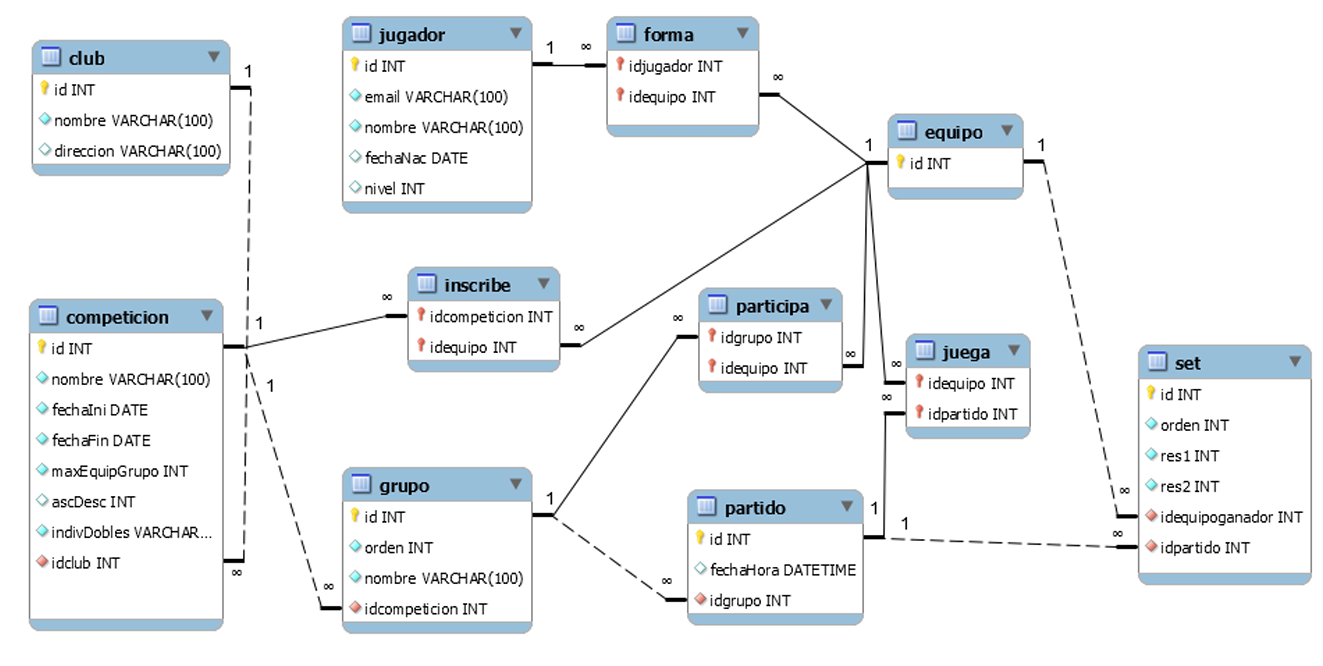 club
id INT
nombre VARCHAR(100)
direccion VARCHAR(100)
1
jugador
id INT
email VARCHAR(100)
nombre VARCHAR(100)
fechaNac DATE
nivel INT
1
∞
forma
idjugador INT
idequipo INT
∞
1
equipo
id INT
1
competicion
id INT
nombre VARCHAR(100)
fechaIni DATE
fechaFin DATE
maxEquipGrupo INT
ascDesc INT
indivDobles VARCHAR...
idclub INT
∞
1
1
∞
inscribe
idcompeticion INT
idequipo INT
∞
∞
participa
idgrupo INT
idequipo INT
∞
∞
∞
juega
idequipo INT
idpartido INT
grupo
id INT
orden INT
nombre VARCHAR(100)
idcompeticion INT
∞
1
∞
partido
id INT
fechaHora DATETIME
idgrupo INT
1
1
∞
∞
set
id INT
orden INT
res1 INT
res2 INT
idequipoganador INT
idpartido INT